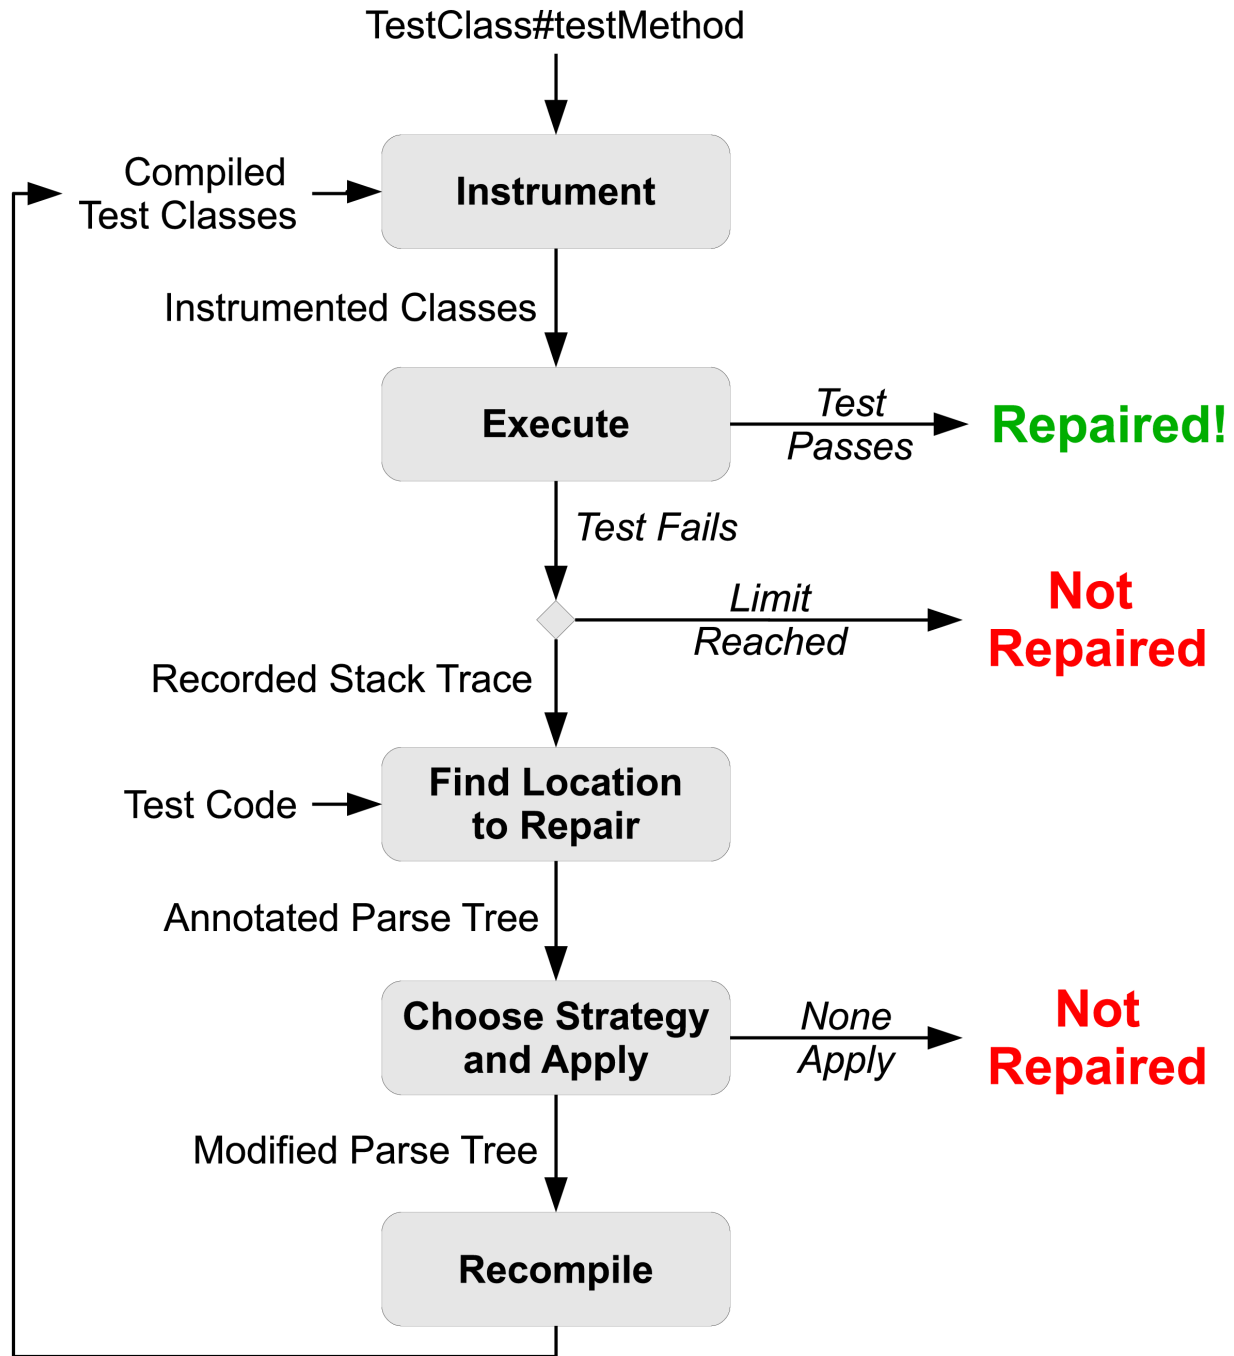 TestClass#testMethod
Compiled
Test Classes
Instrument
Instrumented Classes
Execute
Test
Passes
Repaired!
Test Fails
Limit
Reached
Not
Repaired
Recorded Stack Trace
Test Code
Find Location
to Repair
Annotated Parse Tree
Choose Strategy
and Apply
None
Apply
Not
Repaired
Modified Parse Tree
Recompile